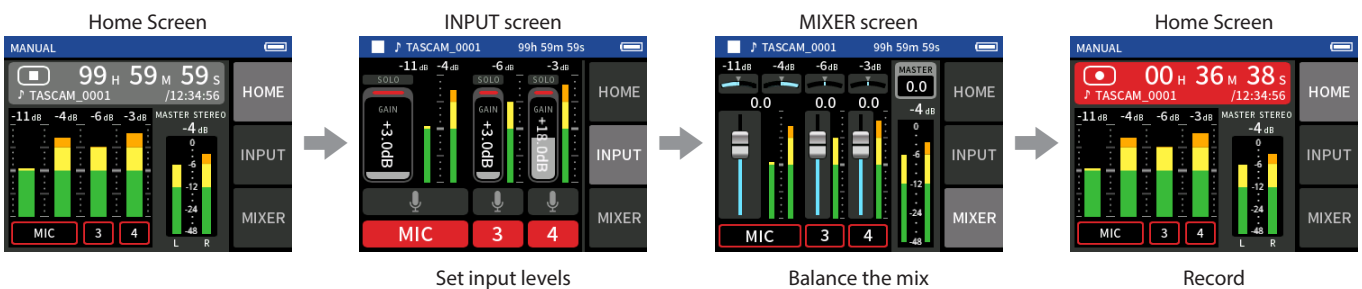 Home Screen
MANUAL
99 H 59 M 59 S
♪ TASCAM_0001 /12:34:56
-11 dB -4 dB -6 dB -3 dB MASTER STEREO
-4 dB
0
-6
-12
-24
-48
L R
MIC 3 4
HOME
INPUT
MIXER
INPUT screen
♪ TASCAM_0001 99h 59m 59s
-11 dB -4 dB -6 dB -3 dB
SOLO SOLO SOLO
GAIN GAIN GAIN
+3.0dB +3.0dB +18.0dB
MIC 3 4
HOME
INPUT
MIXER
Set input levels
MIXER screen
♪ TASCAM_0001 99h 59m 59s
-11 dB -4 dB -6 dB -3 dB MASTER
0.0
0.0 0.0 0.0
-4 dB
0
-6
-12
-24
-48
MIC 3 4
HOME
INPUT
MIXER
Balance the mix
Home Screen
MANUAL
00 H 36 M 38 S
♪ TASCAM_0001 /12:34:56
-11 dB -4 dB -6 dB -3 dB MASTER STEREO
-4 dB
0
-6
-12
-24
-48
L R
MIC 3 4
HOME
INPUT
MIXER
Record